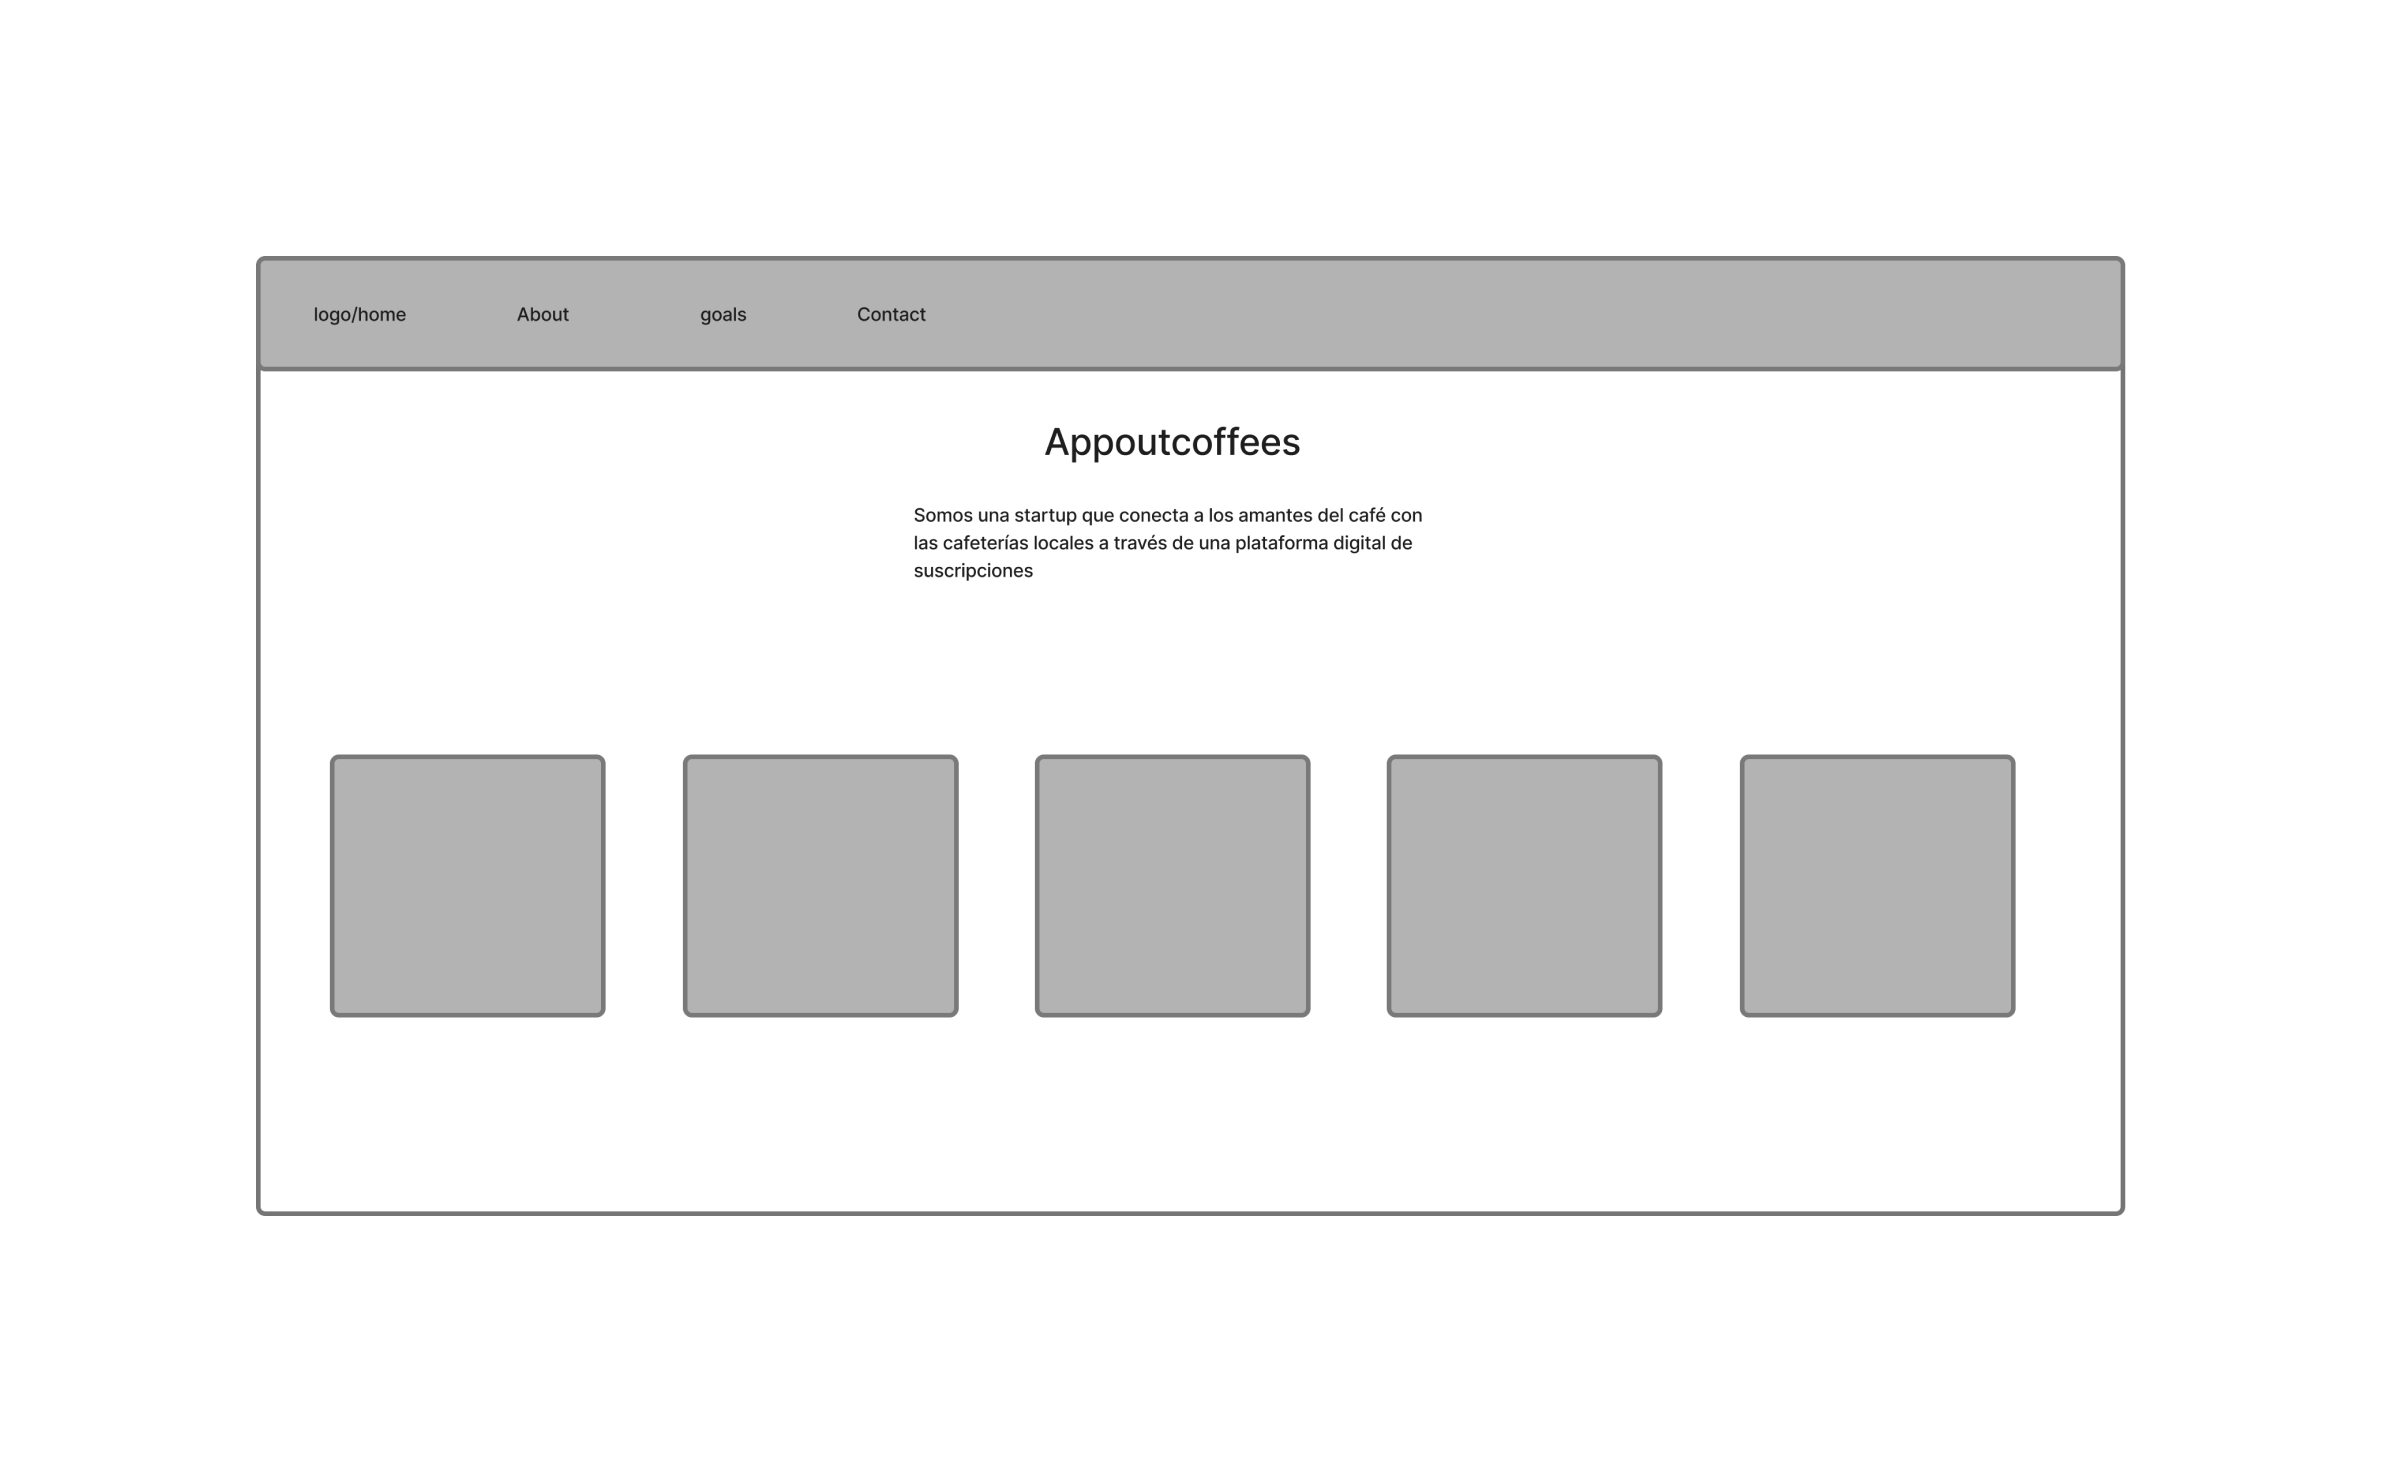 logo/home About goals Contact
Appoutcoffees
Somos una startup que conecta a los amantes del café con
las cafeterías locales a través de una plataforma digital de
suscripciones